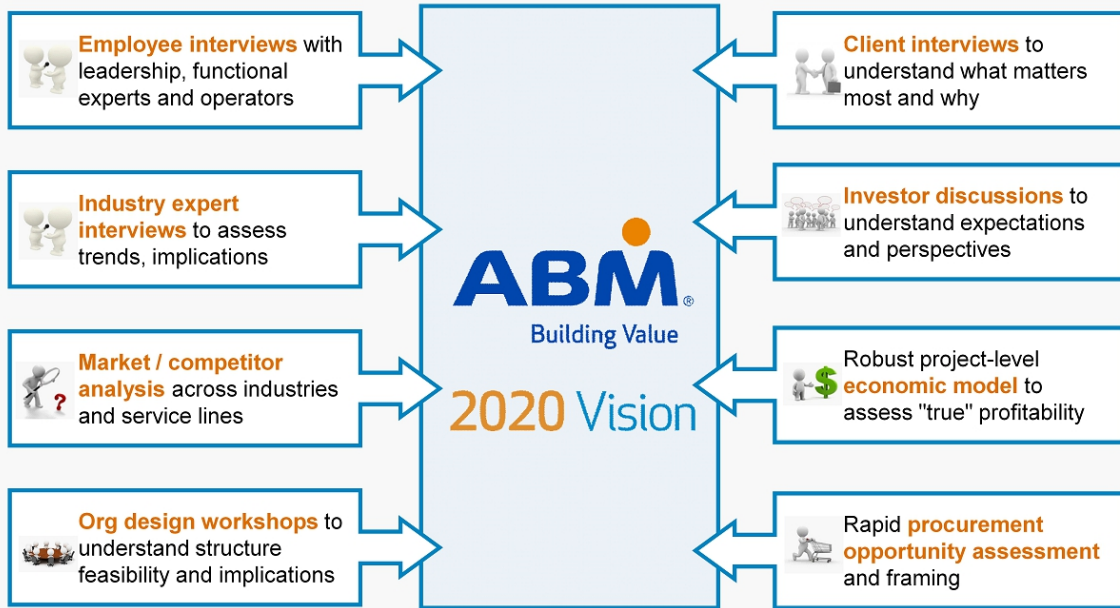 Employee interviews with
leadership, functional
experts and operators
Industry expert
interviews to assess
trends, implications
Market / competitor
analysis across industries
and service lines
?
Org design workshops to
understand structure
feasibility and implications
ABM®
Building Value
2020 Vision
Client interviews to
understand what matters
most and why
Investor discussions to
understand expectations
and perspectives
Robust project-level
economic model to
assess "true" profitability
$
Rapid procurement
opportunity assessment
and framing